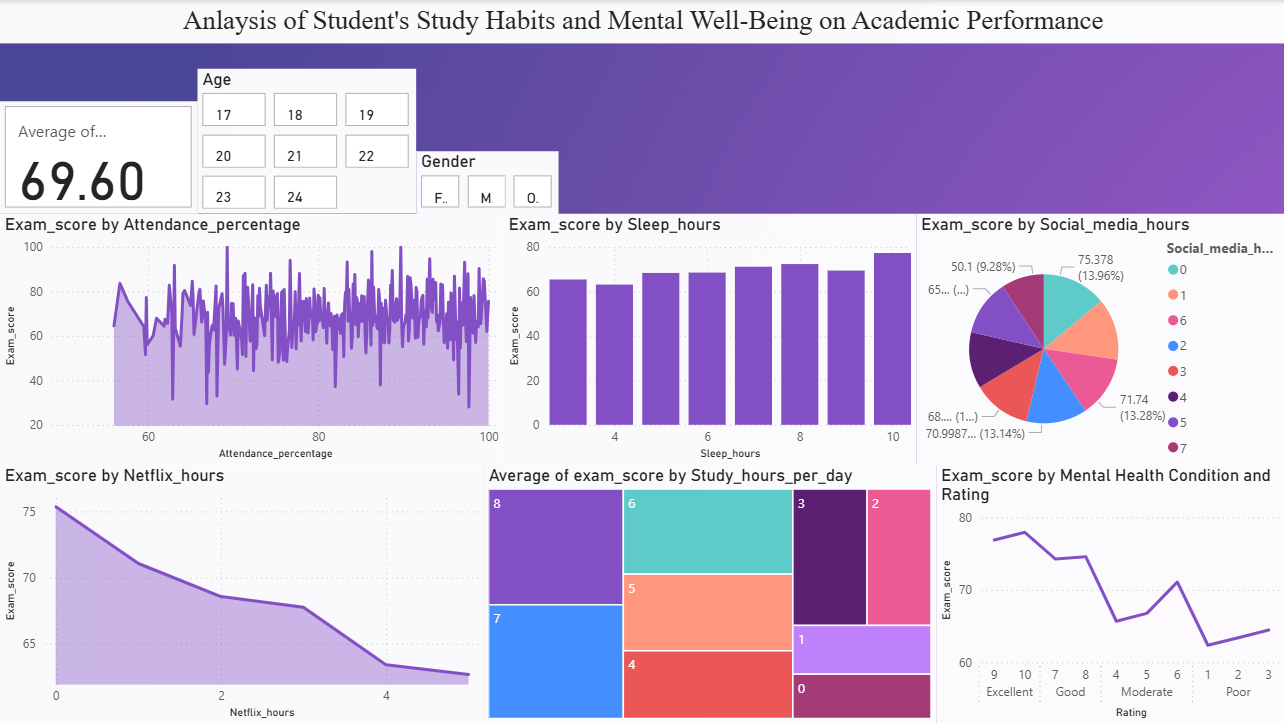 Anlaysis of Student's Study Habits and Mental Well-Being on Academic Performance
Average of...
69.60
Age
17 18 19
20 21 22
23 24
Gender
F.. M O.
Exam_score by Attendance_percentage
Exam_score
100
80
60
40
20
60 80 100
Attendance_percentage
Exam_score by Sleep_hours
Exam_score
80
60
40
20
0
4 6 8 10
Sleep_hours
Exam_score by Social_media_hours
50.1 (9.28%)
75.378
(13.96%)
65... (...)
71.74
(13.28%)
68.... (1...)
70.9987... (13.14%)
Social_media_h...
0
1
6
2
3
4
5
7
Exam_score by Netflix_hours
Exam_score
75
70
65
0 2 4
Netflix_hours
Average of exam_score by Study_hours_per_day
8
7
6
5
4
3
2
1
0
Exam_score by Mental Health Condition and
Rating
Exam_score
80
70
60
9 10 7 8 4 5 6 1 2 3
Excellent Good Moderate Poor
Rating